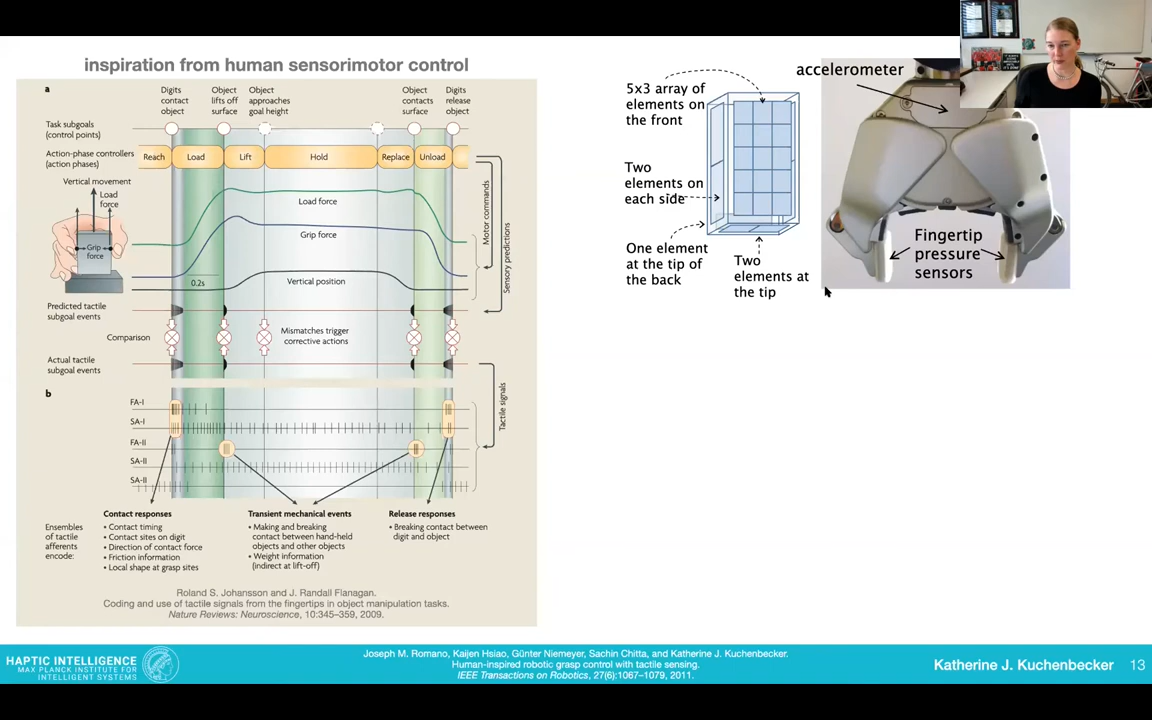 inspiration from human sensorimotor control
a
Digits
contact
object
Object
lifts off
surface
Object
approaches
goal height
Object
contacts
surface
Digits
release
object
Task subgoals
(control points)
Action-phase controllers
(action phases)
Reach
Load
Lift
Hold
Replace
Unload
Vertical movement
Load
force
Grip
force
Load force
Grip force
0.2s
Vertical position
Motor commands
Sensory predictions
Predicted tactile
subgoal events
Comparison
Mismatches trigger
corrective actions
Actual tactile
subgoal events
b
FA-I
SA-I
FA-II
SA-II
SA-II
Tactile signals
Ensembles
of tactile
afferents
encode:
Contact responses
• Contact timing
• Contact sites on digit
• Direction of contact force
• Friction information
• Local shape at grasp sites
Transient mechanical events
• Making and breaking
contact between hand-held
objects and other objects
• Weight information
(indirect at lift-off)
Release responses
• Breaking contact between
digit and object
Roland S. Johansson and J. Randall Flanagan.
Coding and use of tactile signals from the fingertips in object manipulation tasks.
Nature Reviews: Neuroscience, 10:345–359, 2009.
5x3 array of
elements on
the front
Two
elements on
each side
One element
at the tip of
the back
Two
elements at
the tip
accelerometer
Fingertip
pressure
sensors
HAPTIC INTELLIGENCE
MAX PLANCK INSTITUTE FOR
INTELLIGENT SYSTEMS
Joseph M. Romano, Kaijen Hsiao, Günter Niemeyer, Sachin Chitta, and Katherine J. Kuchenbecker.
Human-inspired robotic grasp control with tactile sensing.
IEEE Transactions on Robotics, 27(6):1067–1079, 2011.
Katherine J. Kuchenbecker 13